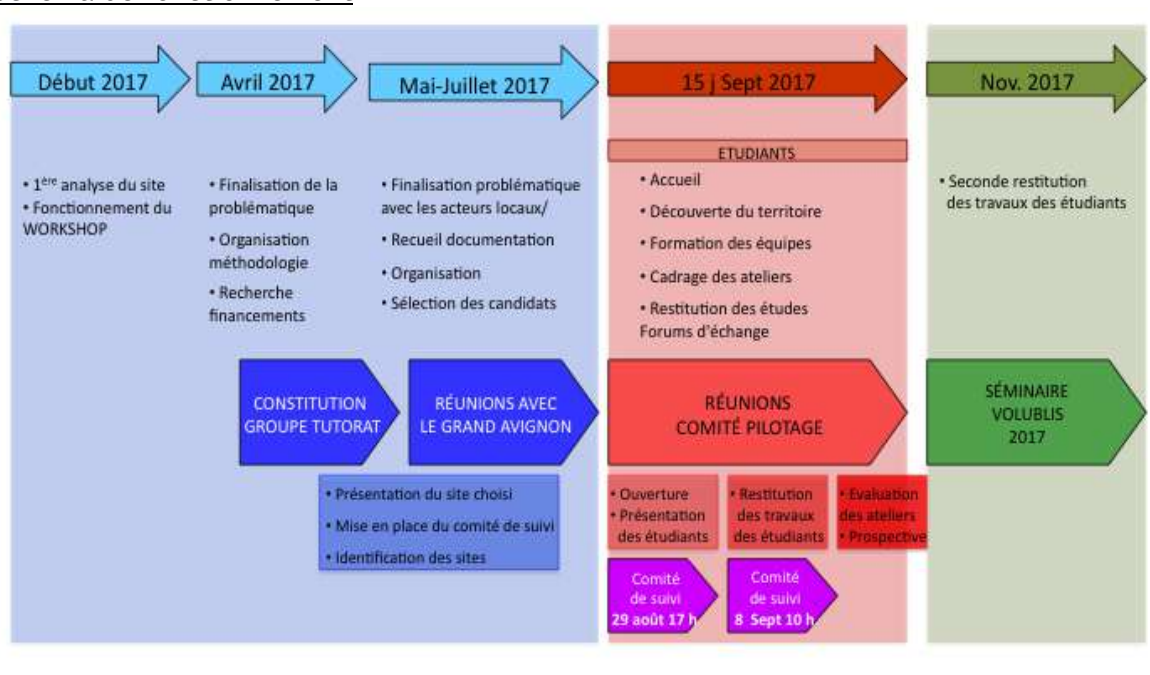 Début 2017
Avril 2017
Mai-Juillet 2017
15 j Sept 2017
Nov. 2017
• 1ère analyse du site
• Fonctionnement du
WORKSHOP
• Finalisation de la
problématique
• Organisation
méthodologie
• Recherche
financements
• Finalisation problématique
avec les acteurs locaux/
• Recueil documentation
• Organisation
• Sélection des candidats
ETUDIANTS
• Accueil
• Découverte du territoire
• Formation des équipes
• Cadrage des ateliers
• Restitution des études
Forums d'échange
• Seconde restitution
des travaux des étudiants
CONSTITUTION
GROUPE TUTORAT
RÉUNIONS AVEC
LE GRAND AVIGNON
RÉUNIONS
COMITÉ PILOTAGE
SÉMINAIRE
VOLUBLIS
2017
• Présentation du site choisi
• Mise en place du comité de suivi
• Identification des sites
• Ouverture
• Présentation
des étudiants
• Restitution
des travaux
des étudiants
• Evaluation
des ateliers
• Prospective
Comité
de suivi
29 août 17 h
Comité
de suivi
8 Sept 10 h